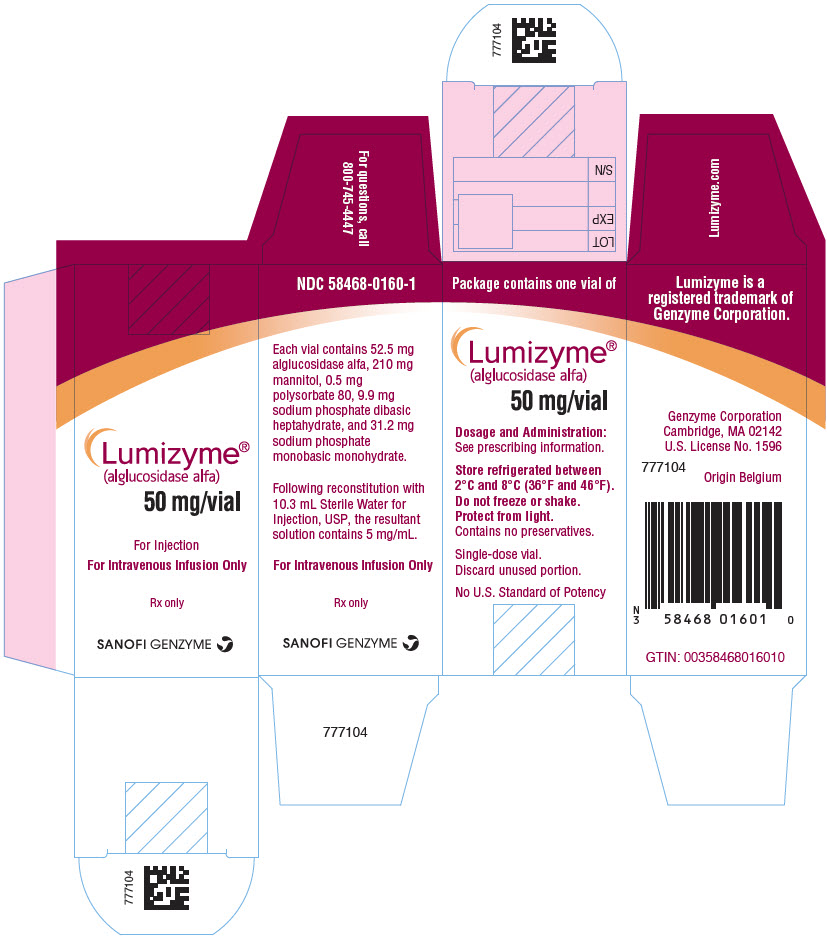 777104
For questions, call
800-745-4447
S/N
EXP
LOT
Lumizyme.com
Lumizyme®
(alglucosidase alfa)
50 mg/vial
For Injection
For Intravenous Infusion Only
Rx only
SANOFI GENZYME
777104
NDC 58468-0160-1
Each vial contains 52.5 mg
alglucosidase alfa, 210 mg
mannitol, 0.5 mg
polysorbate 80, 9.9 mg
sodium phosphate dibasic
heptahydrate, and 31.2 mg
sodium phosphate
monobasic monohydrate.
Following reconstitution with
10.3 mL Sterile Water for
Injection, USP, the resultant
solution contains 5 mg/mL.
For Intravenous Infusion Only
Rx only
SANOFI GENZYME
777104
Package contains one vial of
Lumizyme®
(alglucosidase alfa)
50 mg/vial
Dosage and Administration:
See prescribing information.
Store refrigerated between
2°C and 8°C (36°F and 46°F).
Do not freeze or shake.
Protect from light.
Contains no preservatives.
Single-dose vial.
Discard unused portion.
No U.S. Standard of Potency
Lumizyme is a
registered trademark of
Genzyme Corporation.
Genzyme Corporation
Cambridge, MA 02142
U.S. License No. 1596
777104
Origin Belgium
N
3 58468 01601 0
GTIN: 00358468016010